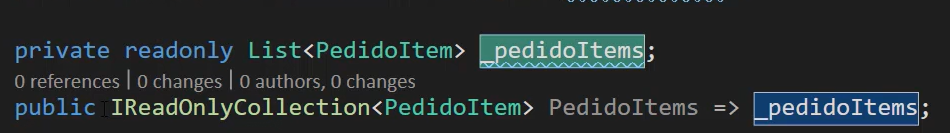 private readonly List<PedidoItem> _pedidoItems;
0 references | 0 changes | 0 authors, 0 changes
public IReadOnlyCollection<PedidoItem> PedidoItems => _pedidoItems;